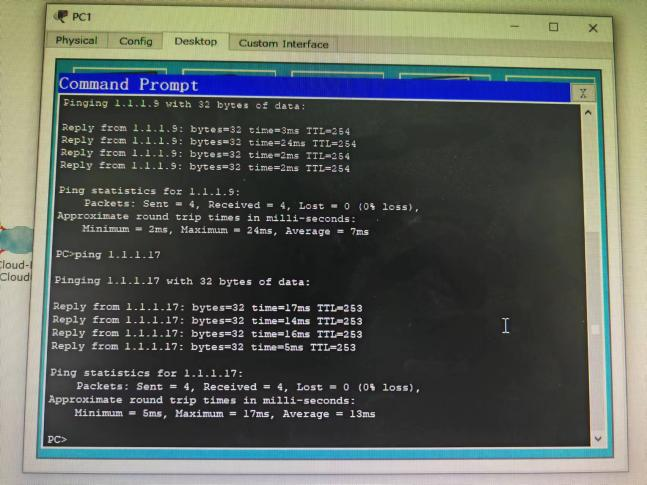 PC1
Physical Config Desktop Custom Interface
Command Prompt
X
Pinging 1.1.1.9 with 32 bytes of data:
Reply from 1.1.1.9: bytes=32 time=3ms TTL=254
Reply from 1.1.1.9: bytes=32 time=24ms TTL=254
Reply from 1.1.1.9: bytes=32 time=2ms TTL=254
Reply from 1.1.1.9: bytes=32 time=2ms TTL=254
Ping statistics for 1.1.1.9:
Packets: Sent = 4, Received = 4, Lost = 0 (0% loss),
Approximate round trip times in milli-seconds:
Minimum = 2ms, Maximum = 24ms, Average = 7ms
PC>ping 1.1.1.17
Pinging 1.1.1.17 with 32 bytes of data:
Reply from 1.1.1.17: bytes=32 time=17ms TTL=253
Reply from 1.1.1.17: bytes=32 time=14ms TTL=253
Reply from 1.1.1.17: bytes=32 time=16ms TTL=253
Reply from 1.1.1.17: bytes=32 time=5ms TTL=253
Ping statistics for 1.1.1.17:
Packets: Sent = 4, Received = 4, Lost = 0 (0% loss),
Approximate round trip times in milli-seconds:
Minimum = 5ms, Maximum = 17ms, Average = 13ms
PC>
Cloud